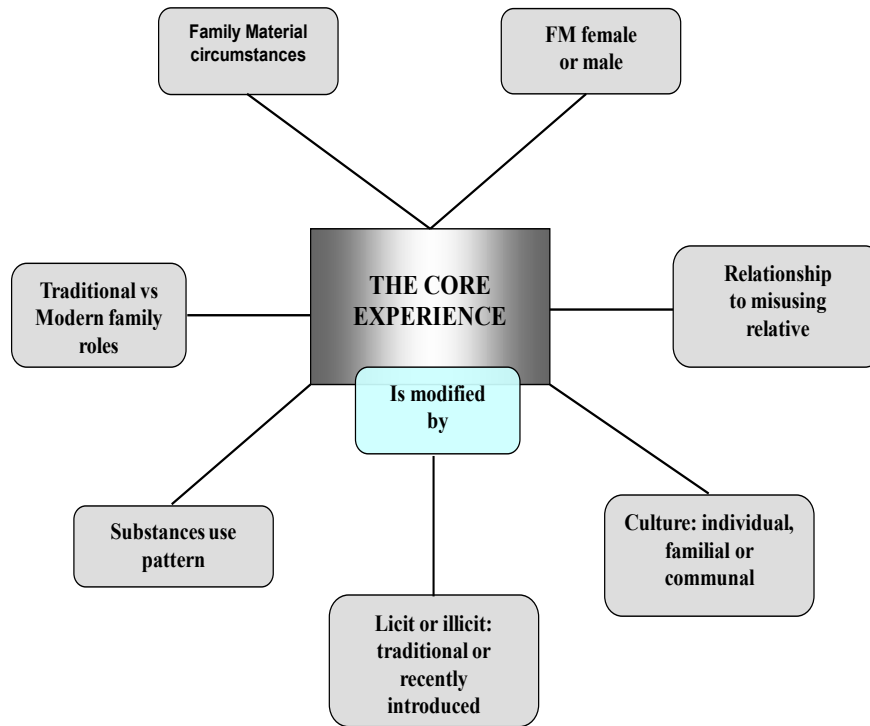 Family Material
circumstances
FM female
or male
THE CORE
EXPERIENCE
Is modified
by
Traditional vs
Modern family
roles
Relationship
to misusing
relative
Substances use
pattern
Culture: individual,
familial or
communal
Licit or illicit:
traditional or
recently
introduced